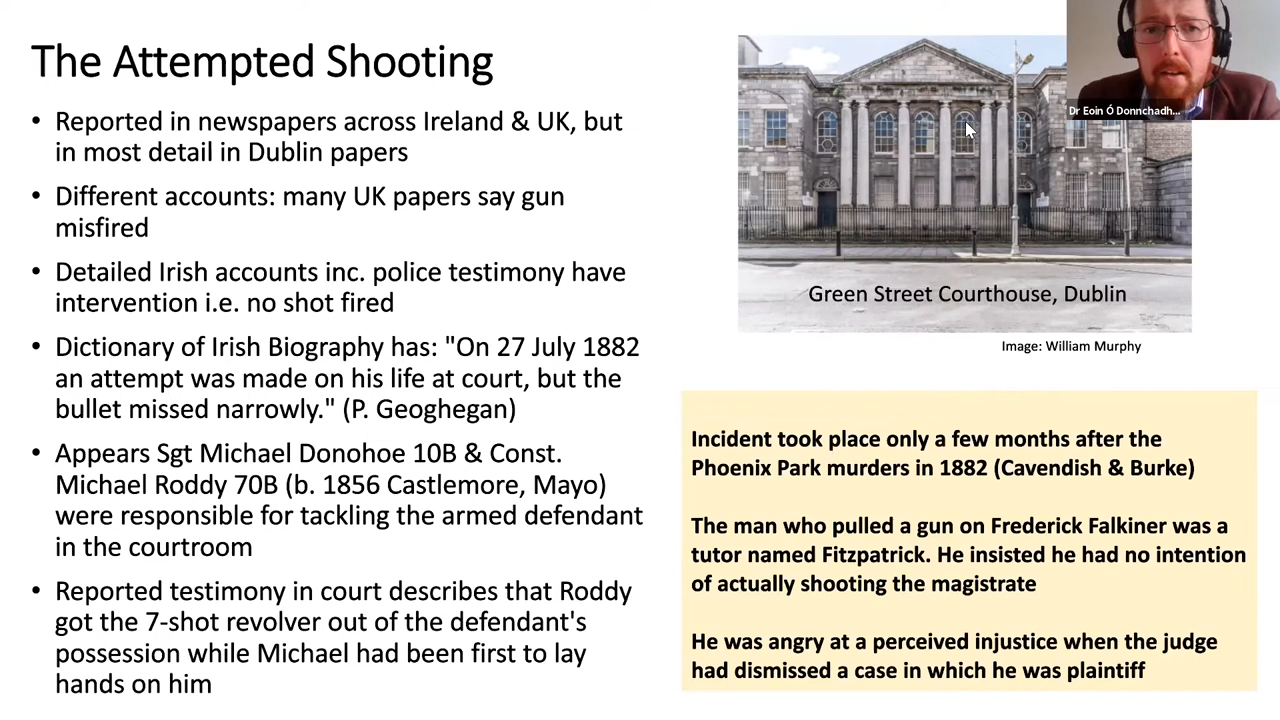 The Attempted Shooting
• Reported in newspapers across Ireland & UK, but
in most detail in Dublin papers
• Different accounts: many UK papers say gun
misfired
• Detailed Irish accounts inc. police testimony have
intervention i.e. no shot fired
• Dictionary of Irish Biography has: "On 27 July 1882
an attempt was made on his life at court, but the
bullet missed narrowly." (P. Geoghegan)
• Appears Sgt Michael Donohoe 10B & Const.
Michael Roddy 70B (b. 1856 Castlemore, Mayo)
were responsible for tackling the armed defendant
in the courtroom
• Reported testimony in court describes that Roddy
got the 7-shot revolver out of the defendant's
possession while Michael had been first to lay
hands on him
Dr Eoin Ó Donnchadh...
Green Street Courthouse, Dublin
Image: William Murphy
Incident took place only a few months after the
Phoenix Park murders in 1882 (Cavendish & Burke)
The man who pulled a gun on Frederick Falkiner was a
tutor named Fitzpatrick. He insisted he had no intention
of actually shooting the magistrate
He was angry at a perceived injustice when the judge
had dismissed a case in which he was plaintiff